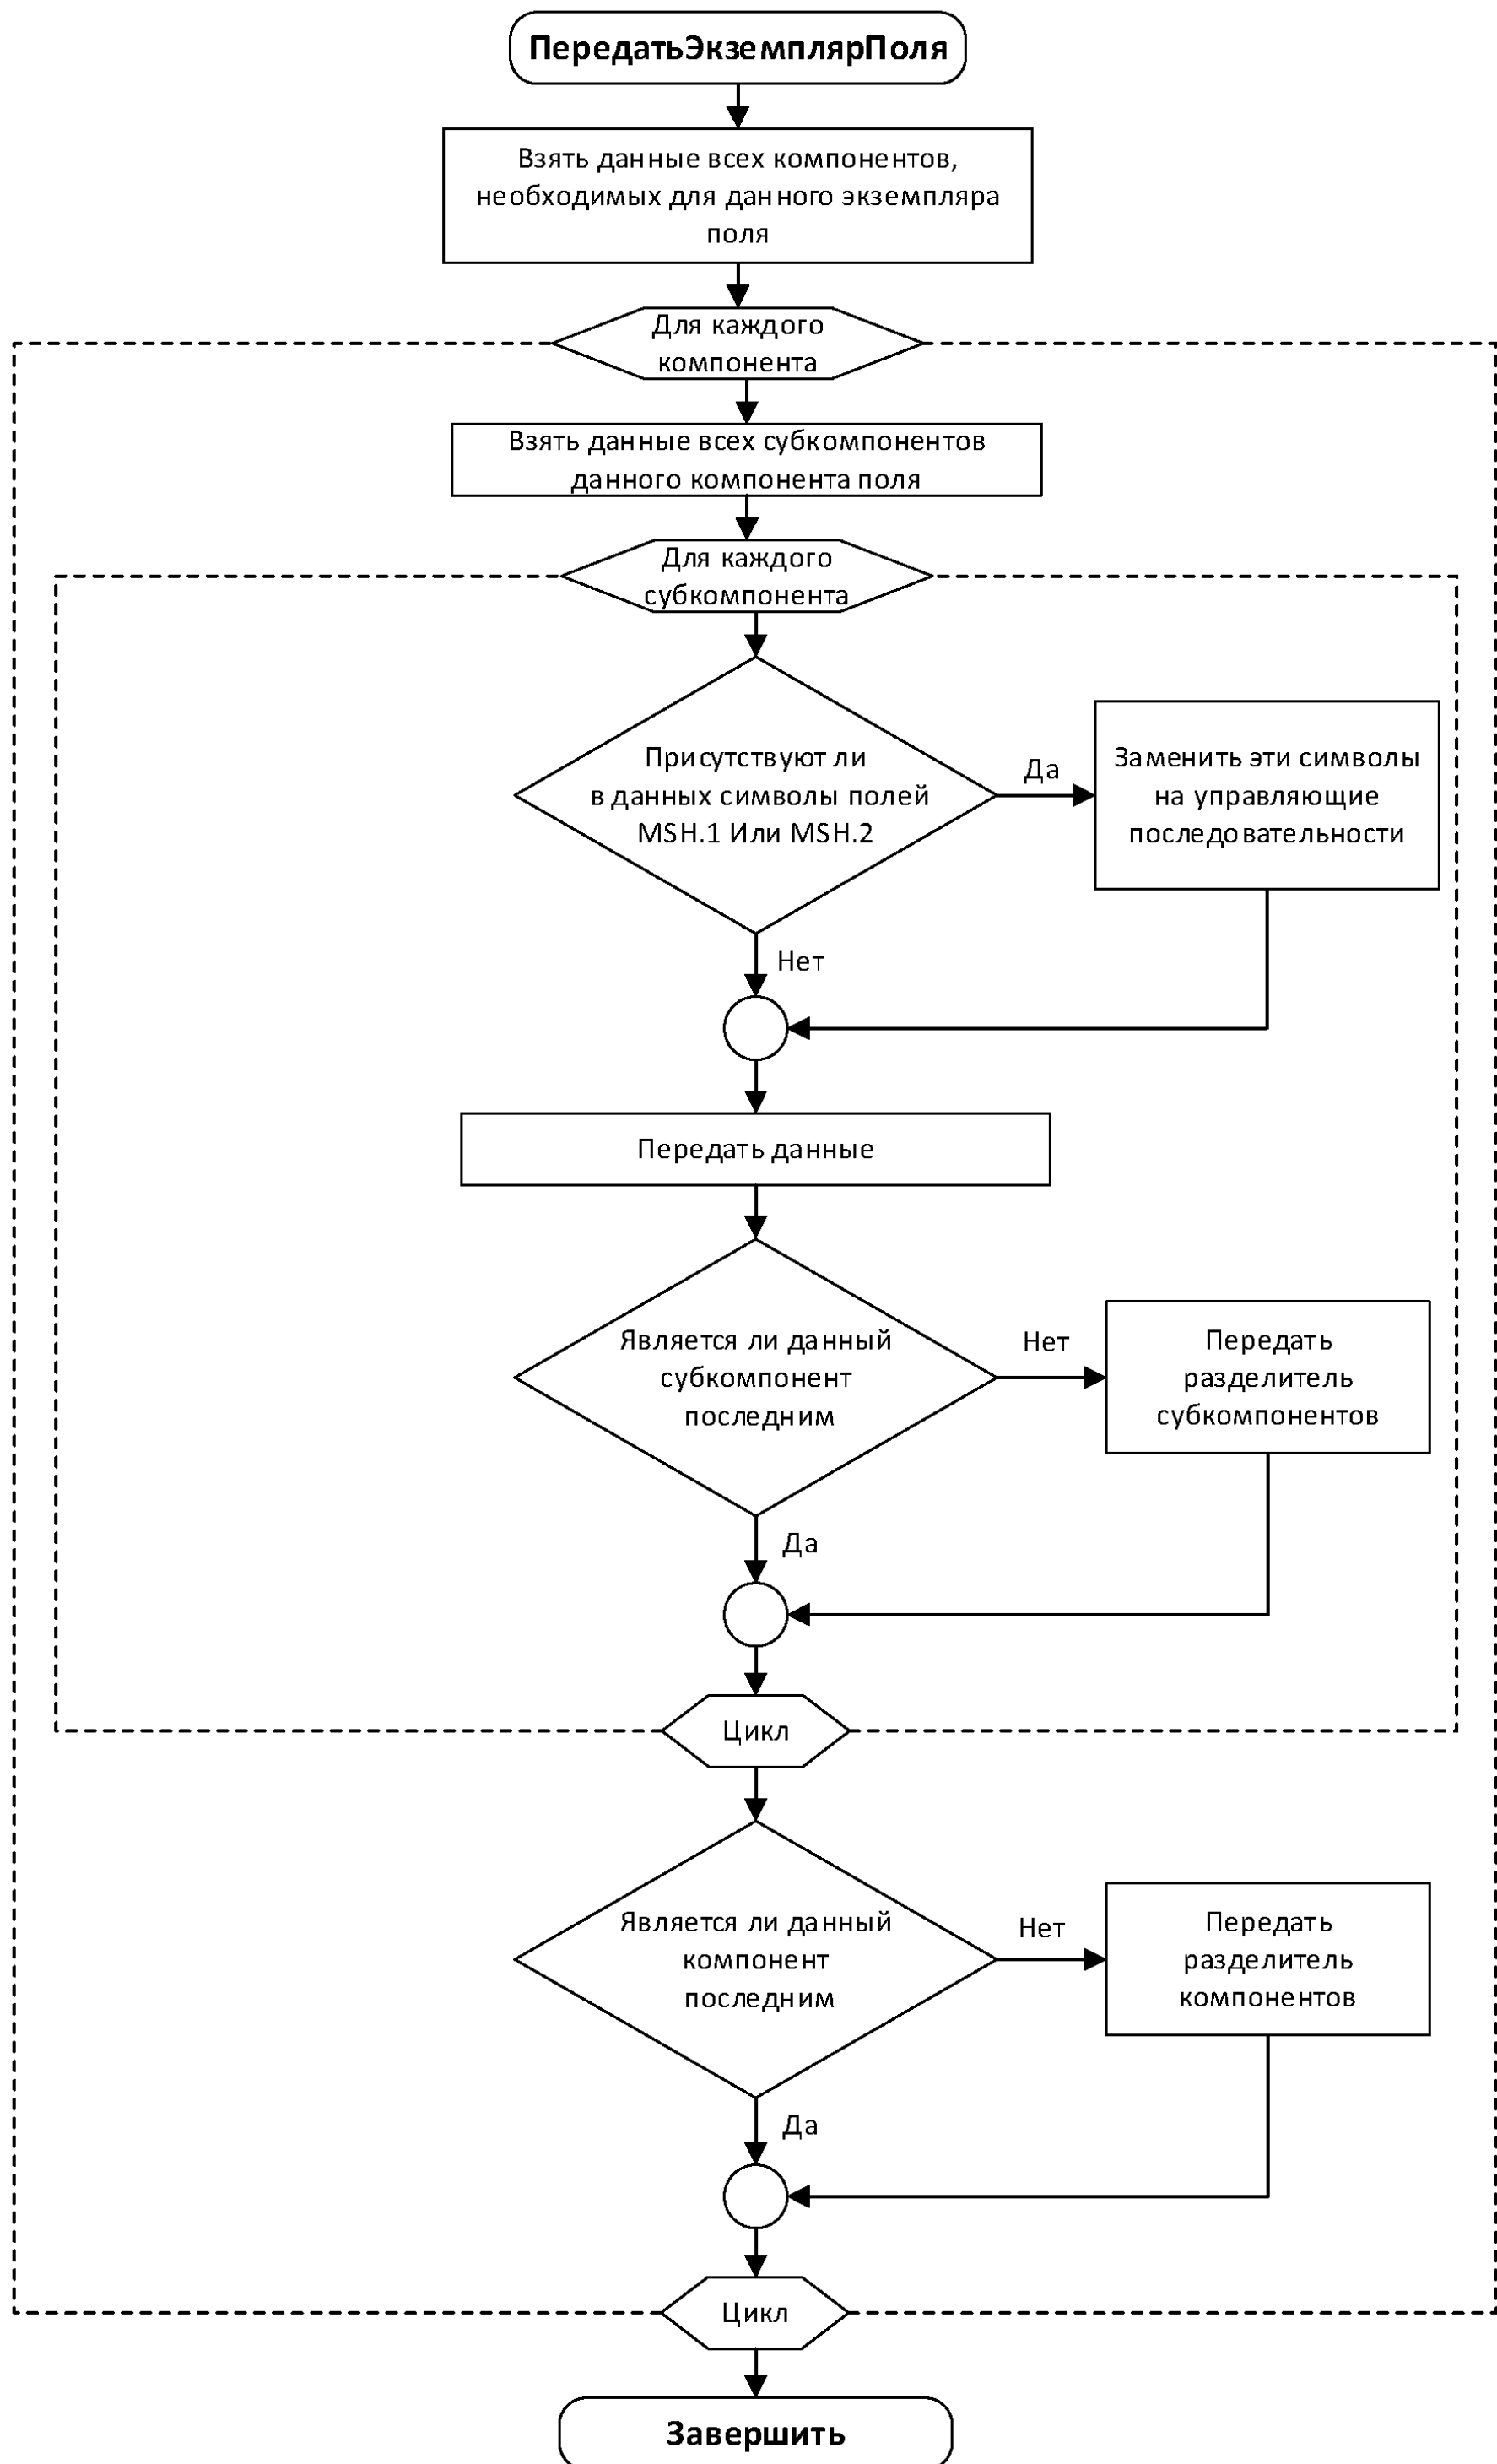 ПередатьЭкземплярПоля
Взять данные всех компонентов,
необходимых для данного экземпляра
поля
Для каждого
компонента
Взять данные всех субкомпонентов
данного компонента поля
Для каждого
субкомпонента
Присутствуют ли
в данных символы полей
MSH.1 Или MSH.2
Да
Заменить эти символы
на управляющие
последовательности
Нет
Передать данные
Является ли данный
субкомпонент
последним
Нет
Передать
разделитель
субкомпонентов
Да
Цикл
Является ли данный
компонент
последним
Нет
Передать
разделитель
компонентов
Да
Цикл
Завершить